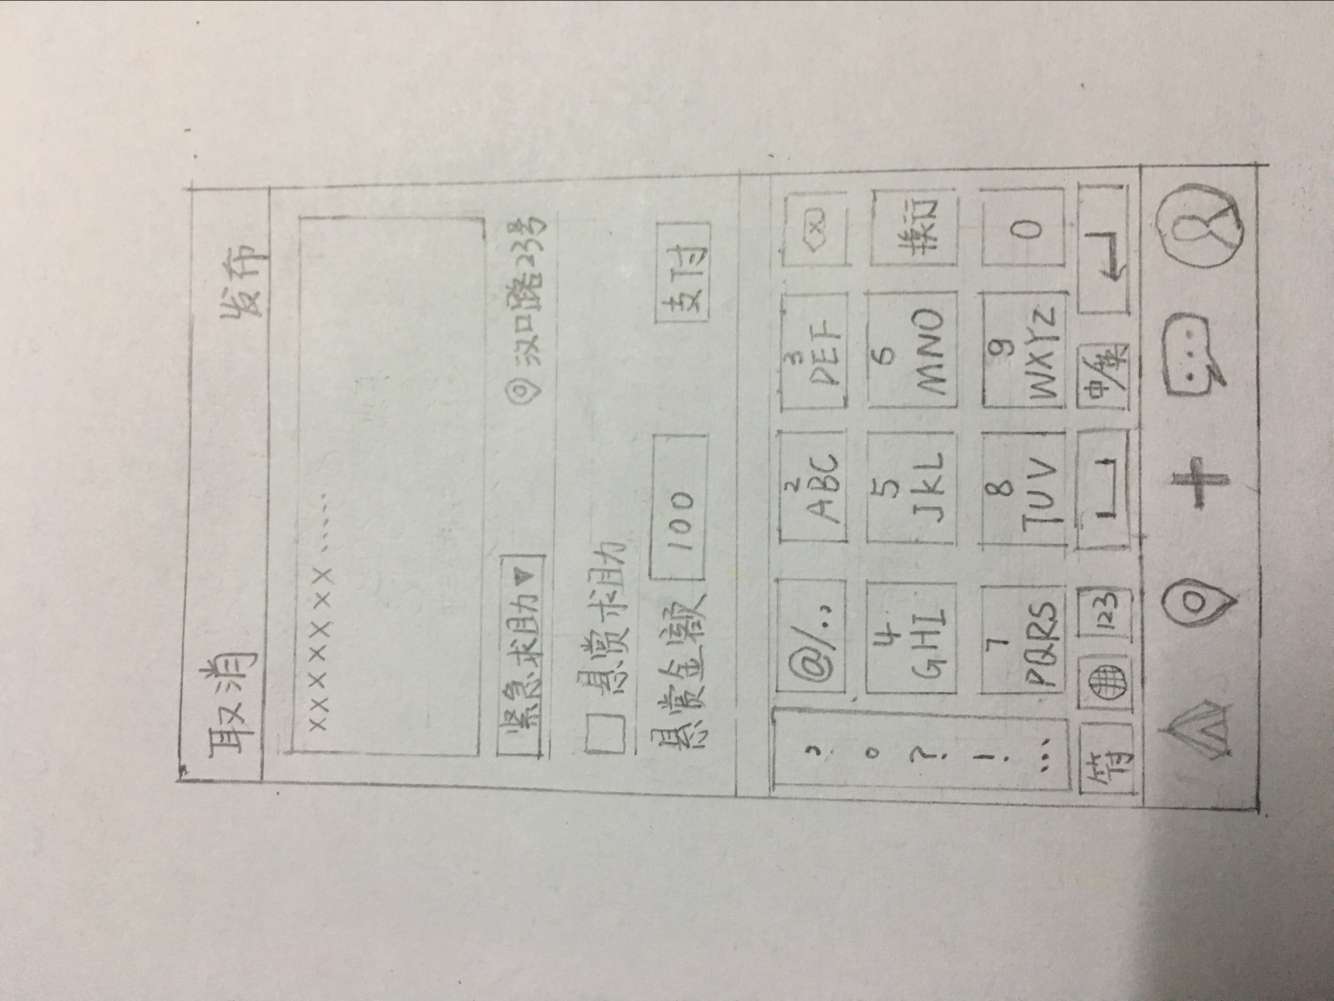 取消 发布
XXXXXXX.....
紧急求助▼ 汉口路23号
悬赏求助
悬赏金额 100 支付
, @/., 2 ABC 3 DEF
。 4 GHI 5 JKL 6 MNO 换行
?
! 7 PQRS 8 TUV 9 WXYZ 0
...
符 123 中/英